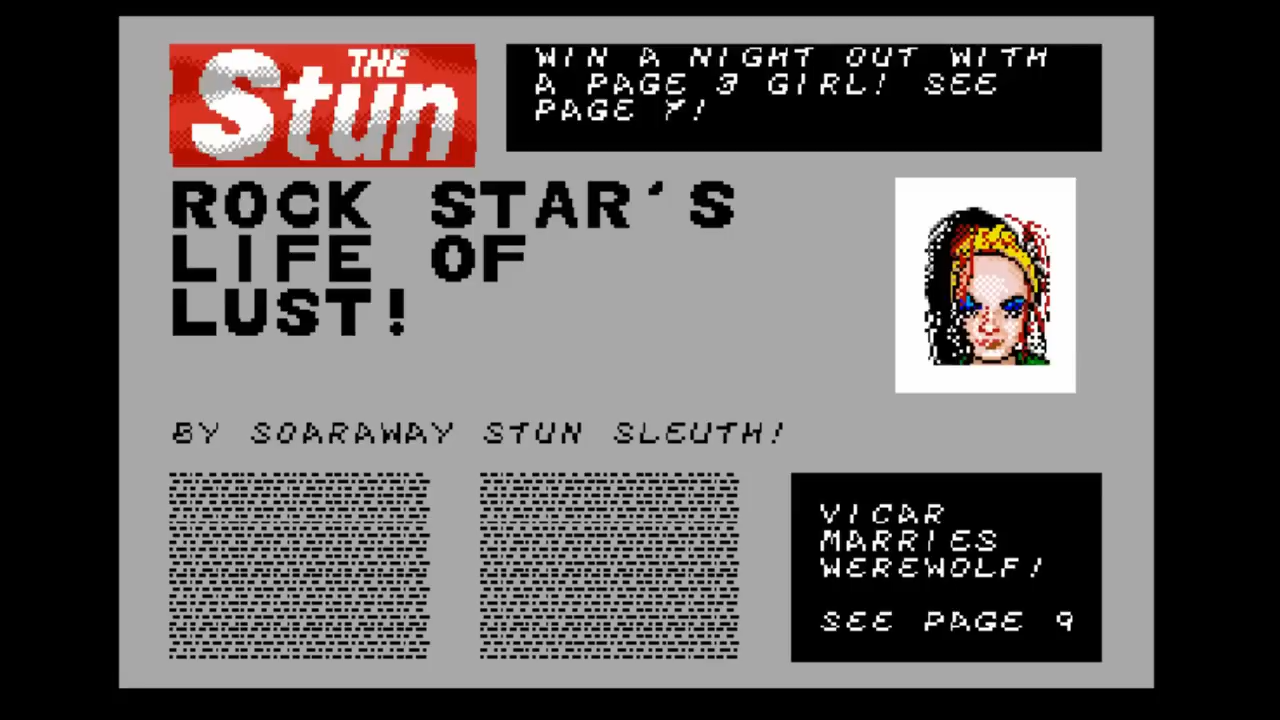 THE
Stun
WIN A NIGHT OUT WITH
A PAGE 3 GIRL! SEE
PAGE 7!
ROCK STAR'S
LIFE OF
LUST!
BY SOARAWAY STUN SLEUTH!
VICAR
MARRIES
WEREWOLF!
SEE PAGE 9